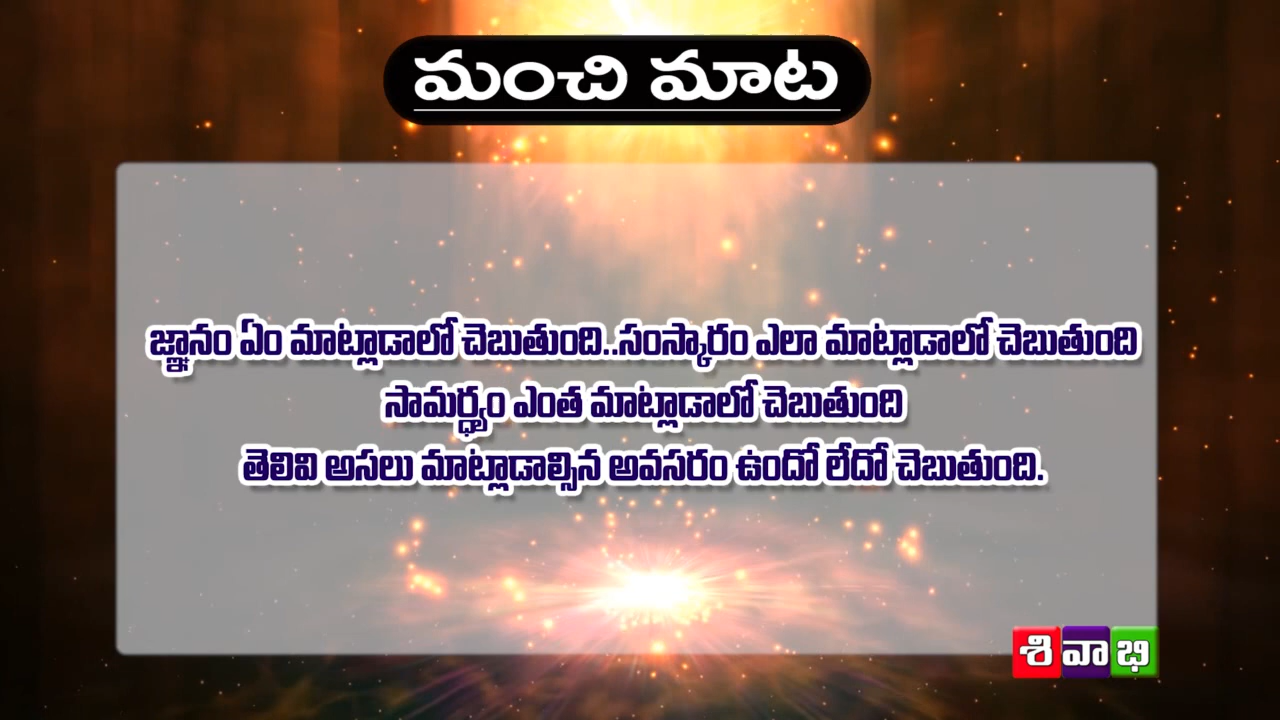 మంచి మాట
జ్ఞానం ఏం మాట్లాడాలో చెబుతుంది..సంస్కారం ఎలా మాట్లాడాలో చెబుతుంది
సామర్ధ్యం ఎంత మాట్లాడాలో చెబుతుంది
తెలివి అసలు మాట్లాడాల్సిన అవసరం ఉందో లేదో చెబుతుంది.
శివాభి